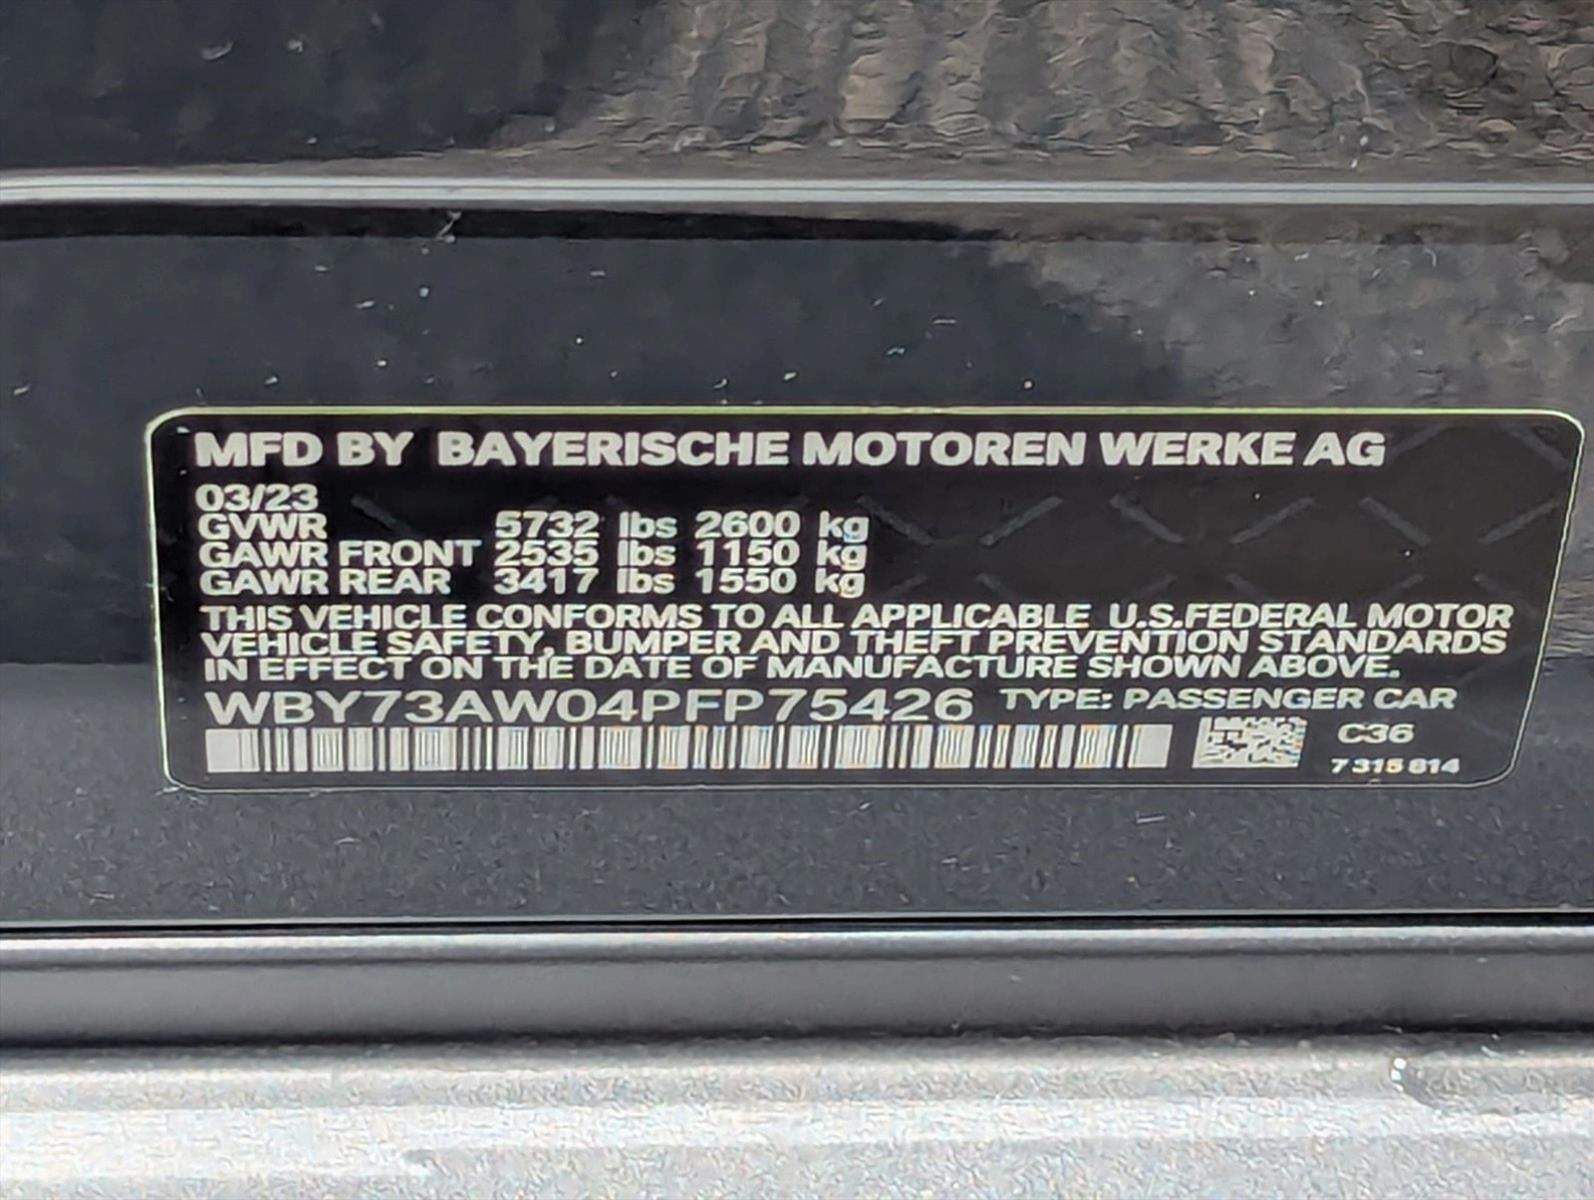 MFD BY BAYERISCHE MOTOREN WERKE AG
03/23
GVWR 5732 lbs 2600 kg
GAWR FRONT 2535 lbs 1150 kg
GAWR REAR 3417 lbs 1550 kg
THIS VEHICLE CONFORMS TO ALL APPLICABLE U.S.FEDERAL MOTOR
VEHICLE SAFETY, BUMPER AND THEFT PREVENTION STANDARDS
IN EFFECT ON THE DATE OF MANUFACTURE SHOWN ABOVE.
WBY73AW04PFP75426 TYPE: PASSENGER CAR
C36
7 315 814